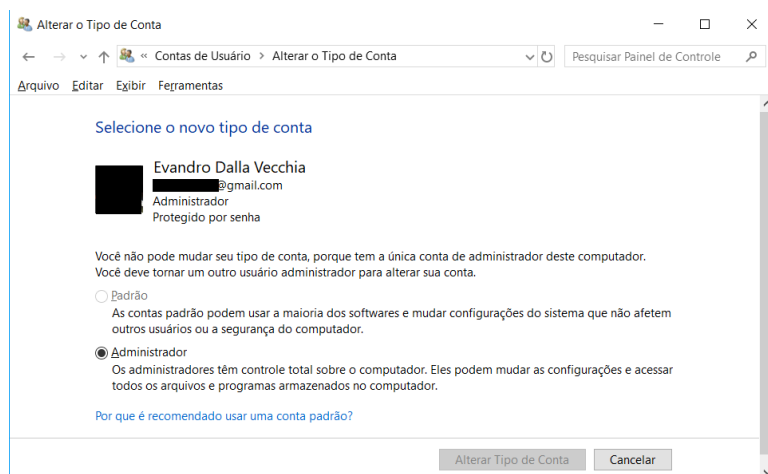 Alterar o Tipo de Conta
« Contas de Usuário > Alterar o Tipo de Conta
Pesquisar Painel de Controle
Arquivo Editar Exibir Ferramentas
Selecione o novo tipo de conta
Evandro Dalla Vecchia
@gmail.com
Administrador
Protegido por senha
Você não pode mudar seu tipo de conta, porque tem a única conta de administrador deste computador.
Você deve tornar um outro usuário administrador para alterar sua conta.
Padrão
As contas padrão podem usar a maioria dos softwares e mudar configurações do sistema que não afetem
outros usuários ou a segurança do computador.
Administrador
Os administradores têm controle total sobre o computador. Eles podem mudar as configurações e acessar
todos os arquivos e programas armazenados no computador.
Por que é recomendado usar uma conta padrão?
Alterar Tipo de Conta Cancelar